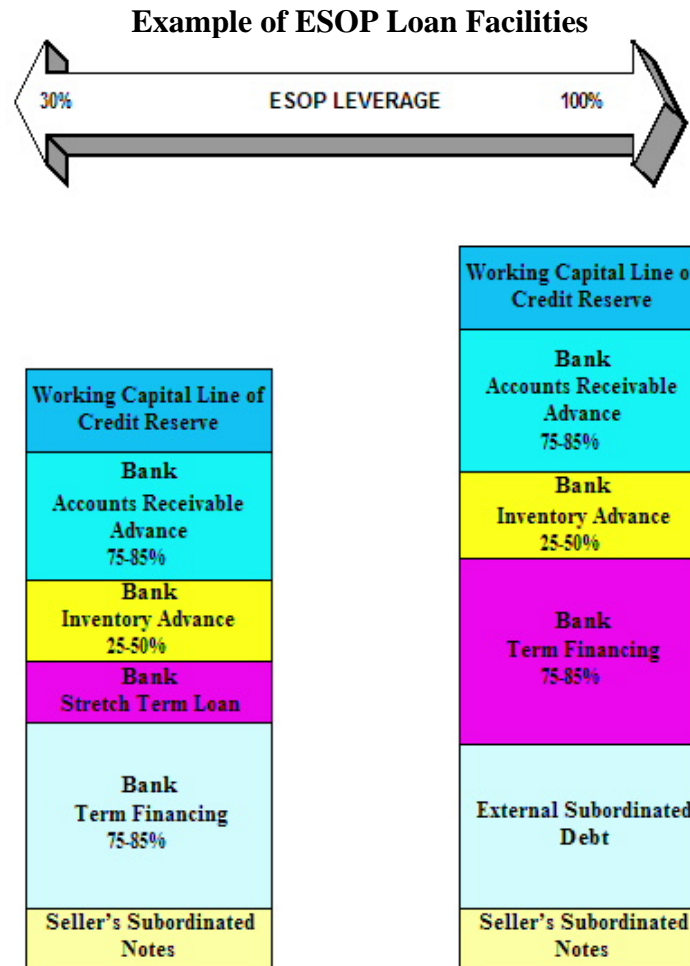 Example of ESOP Loan Facilities
30% ESOP LEVERAGE 100%
Working Capital Line of
Credit Reserve
Bank
Accounts Receivable
Advance
75-85%
Bank
Inventory Advance
25-50%
Bank
Stretch Term Loan
Bank
Term Financing
75-85%
Seller's Subordinated
Notes
Working Capital Line o
Credit Reserve
Bank
Accounts Receivable
Advance
75-85%
Bank
Inventory Advance
25-50%
Bank
Term Financing
75-85%
External Subordinated
Debt
Seller's Subordinated
Notes